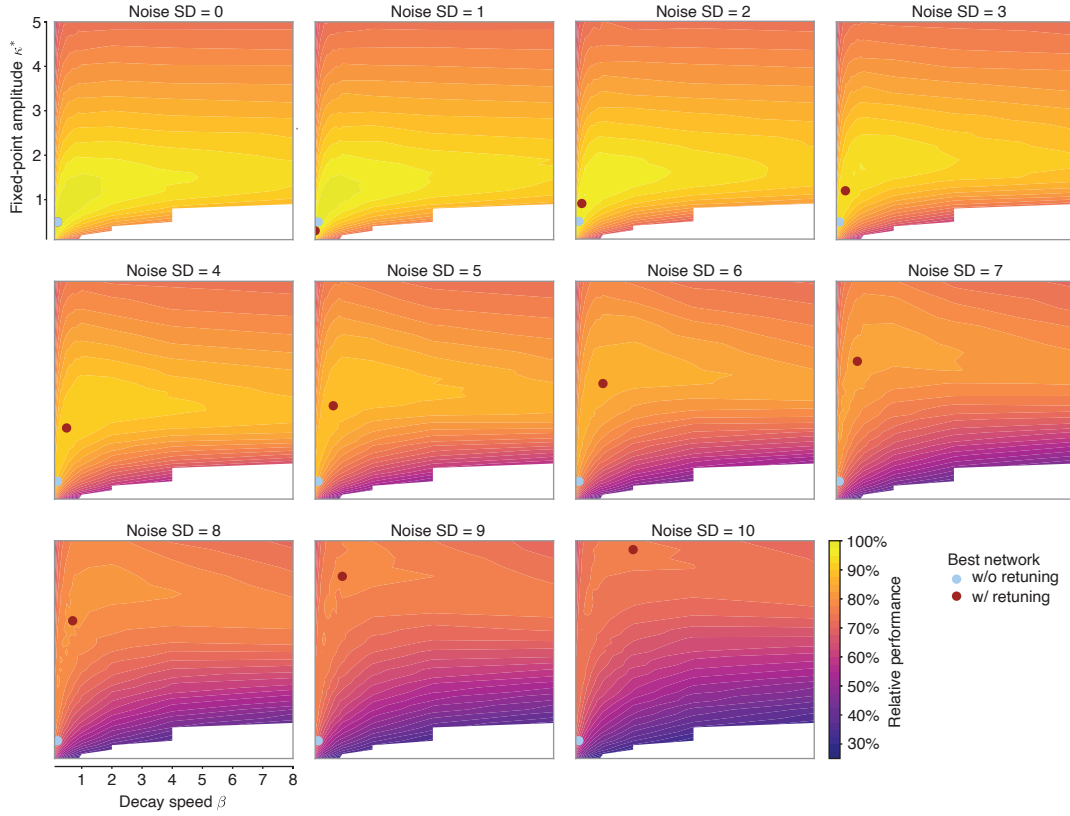 Noise SD = 0
Noise SD = 1
Noise SD = 2
Noise SD = 3
5
4
3
2
1
Fixed-point amplitude κ*
Noise SD = 4
Noise SD = 5
Noise SD = 6
Noise SD = 7
Noise SD = 8
Noise SD = 9
Noise SD = 10
100%
90%
80%
70%
60%
50%
40%
30%
Relative performance
Best network
w/o retuning
w/ retuning
1 2 3 4 5 6 7 8
Decay speed β